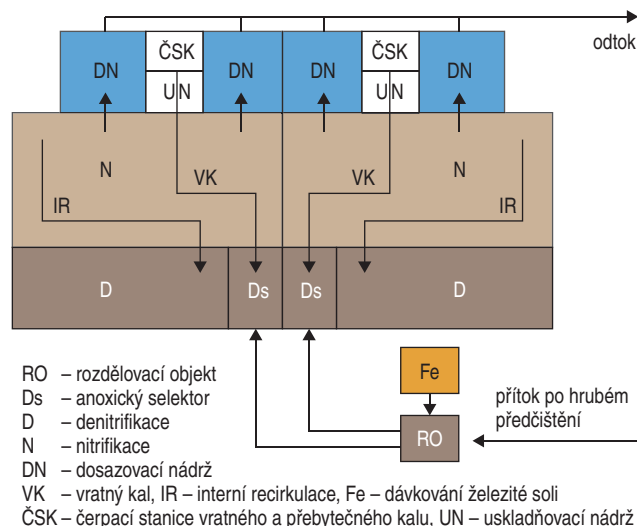 odtok
DN
ČSK
UN
DN
DN
ČSK
UN
DN
N
VK
VK
N
IR
IR
D
Ds
Ds
D
Fe
RO
přítok po hrubém
předčištění
RO – rozdělovací objekt
Ds – anoxický selektor
D – denitrifikace
N – nitrifikace
DN – dosazovací nádrž
VK – vratný kal, IR – interní recirkulace, Fe – dávkování železité soli
ČSK – čerpací stanice vratného a přebytečného kalu, UN – uskladňovací nádrž